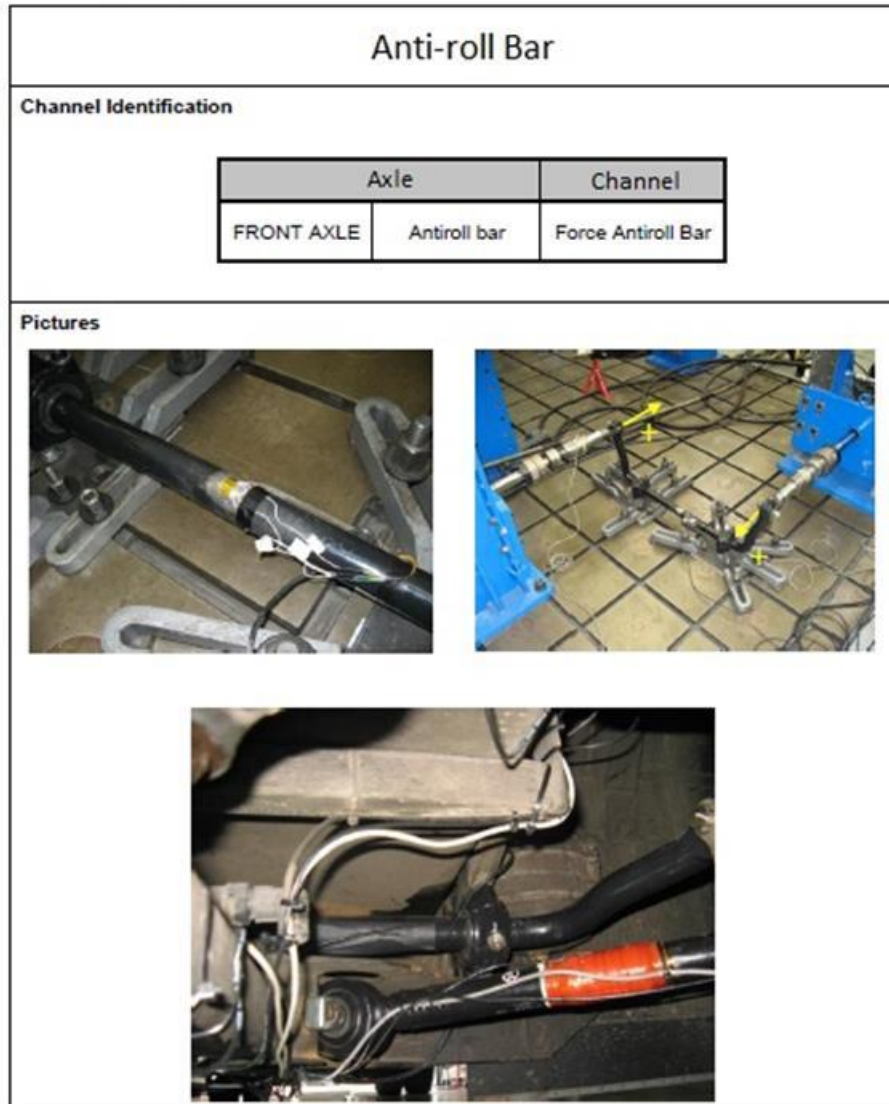 Anti-roll Bar
Channel Identification
Axle Channel
FRONT AXLE Antiroll bar Force Antiroll Bar
Pictures
+
+